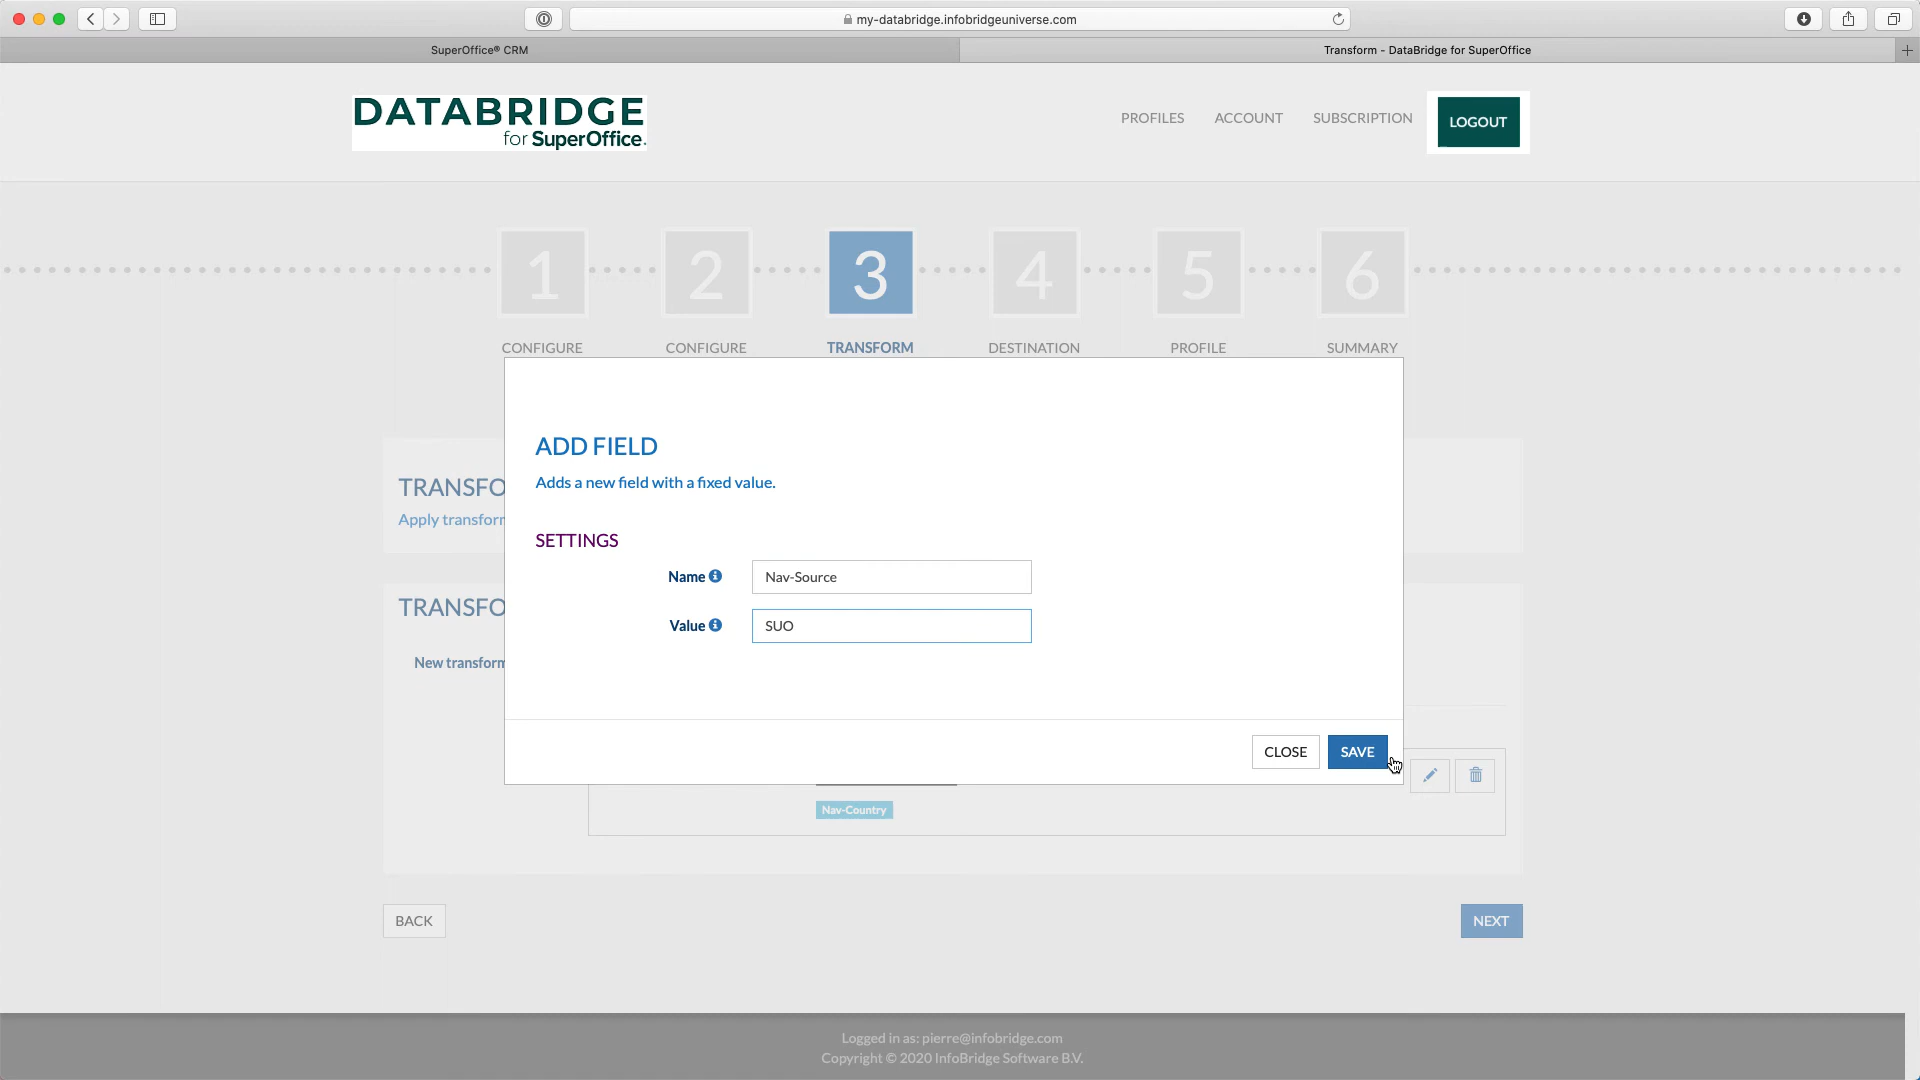 my-databridge.infobridgeuniverse.com
SuperOffice® CRM
Transform - DataBridge for SuperOffice
DATABRIDGE
for SuperOffice.
PROFILES
ACCOUNT
SUBSCRIPTION
LOGOUT
1
2
3
4
5
6
CONFIGURE
CONFIGURE
TRANSFORM
DESTINATION
PROFILE
SUMMARY
ADD FIELD
Adds a new field with a fixed value.
TRANSFO
Apply transform
SETTINGS
Name
Nav-Source
TRANSFO
Value
SUO
New transform
CLOSE
SAVE
Nav-Country
BACK
NEXT
Logged in as: pierre@infobridge.com
Copyright © 2020 InfoBridge Software B.V.